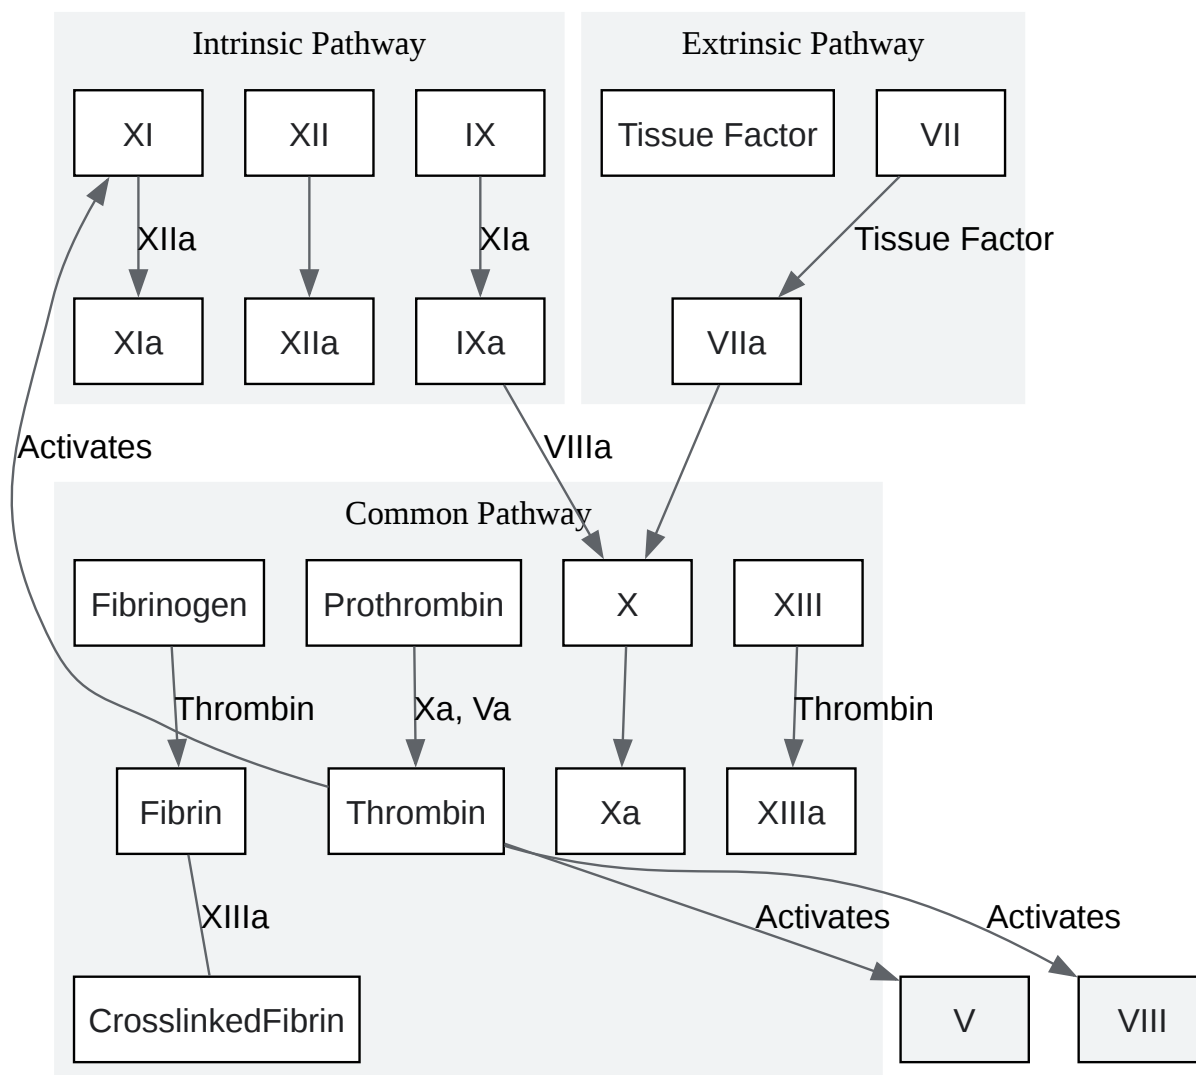 Intrinsic Pathway
Extrinsic Pathway
XI
XII
IX
Tissue Factor
VII
XIIa
XIa
Tissue Factor
XIa
XIIa
IXa
VIIa
Activates
VIIIa
Common Pathway
Fibrinogen
Prothrombin
X
XIII
Thrombin
Xa, Va
Thrombin
Fibrin
Thrombin
Xa
XIIIa
XIIIa
Activates
Activates
CrosslinkedFibrin
V
VIII